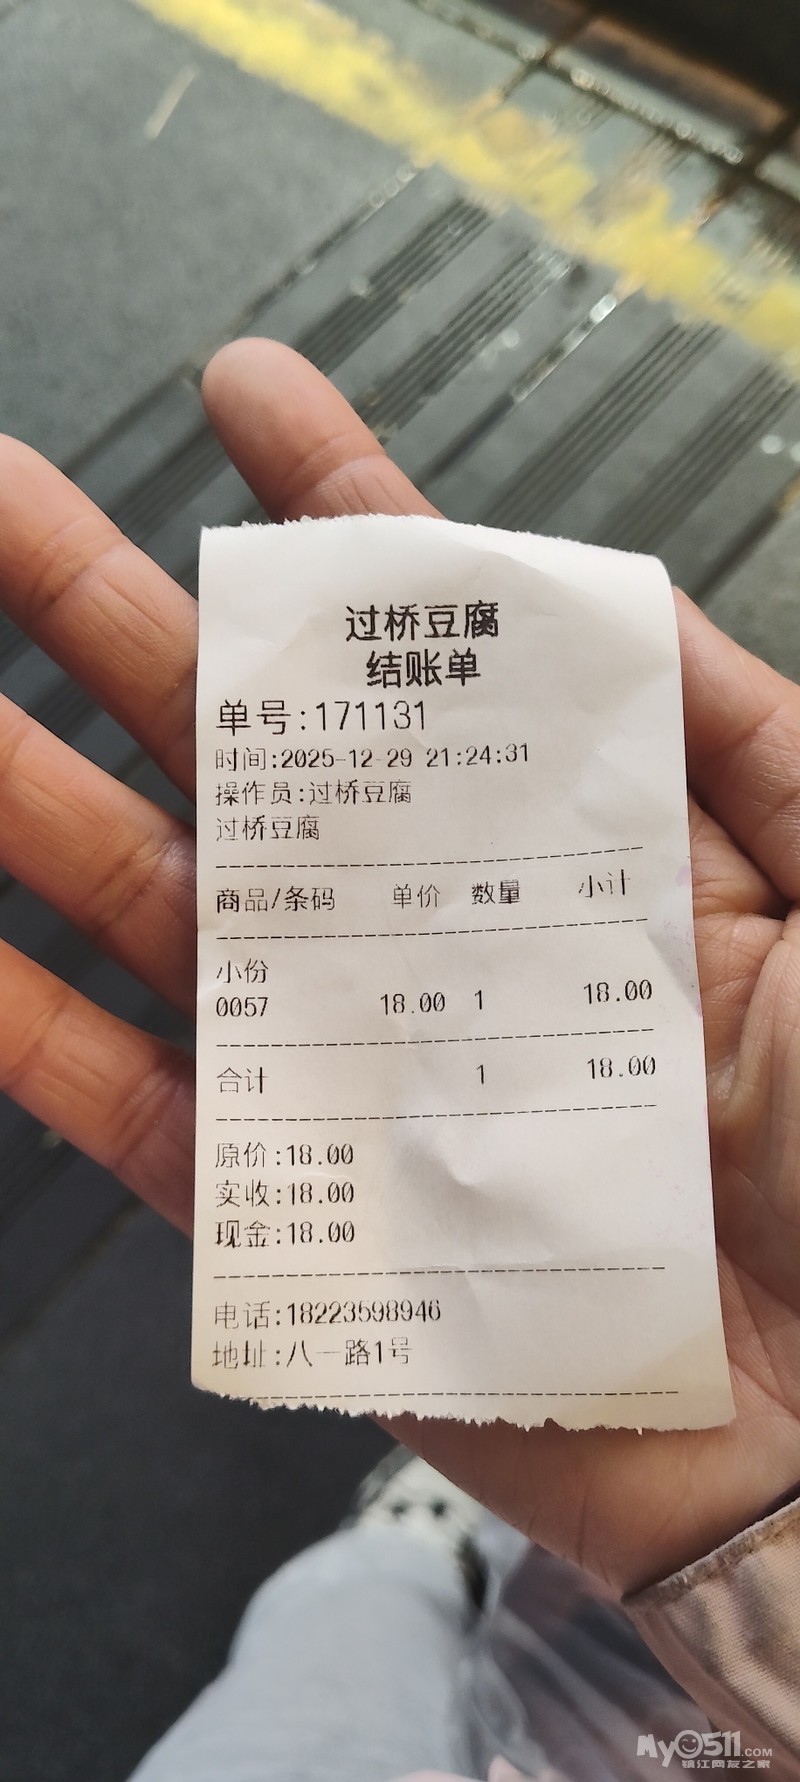 过桥豆腐
结账单
单号:171131
时间:2025-12-29 21:24:31
操作员:过桥豆腐
过桥豆腐
商品/条码 单价 数量 小计
小份
0057 18.00 1 18.00
合计 1 18.00
原价:18.00
实收:18.00
现金:18.00
电话:18223598946
地址:八一路1号
My0511.COM
镇江网友之家